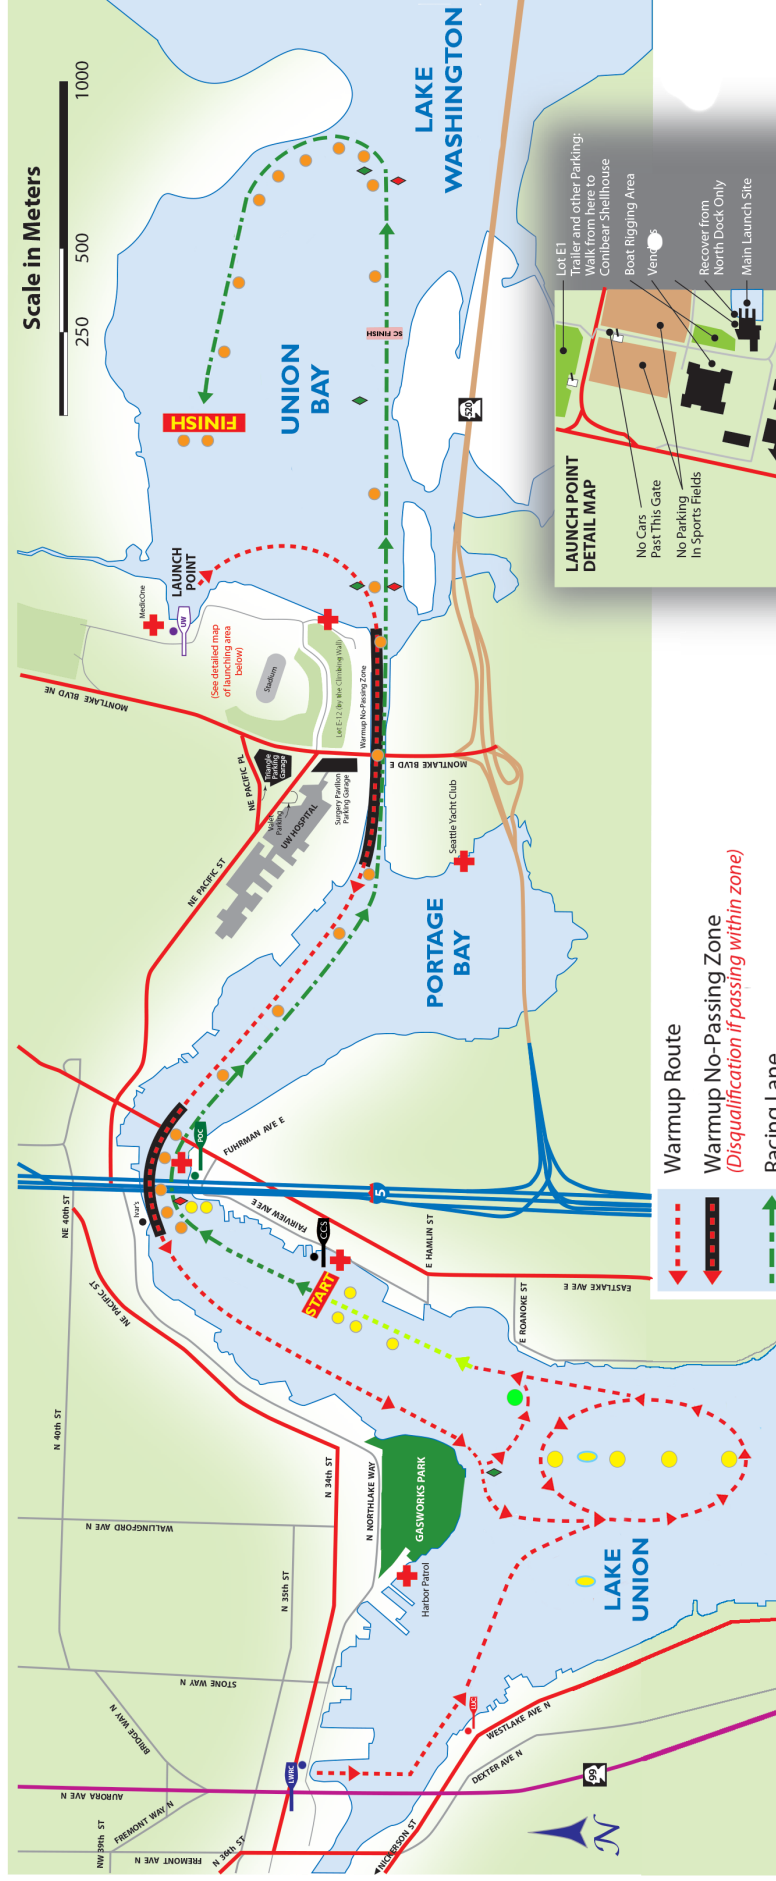 Scale in Meters
250
500
1000
LAKE
WASHINGTON
UNION
BAY
FINISH
SC FINISH
520
LAUNCH
POINT
MedicOne
UW
(See detailed map
of launching area
below)
Stadium
Lot E-12 (by the Climbing Wall)
Warmup No-Passing Zone
MONTLAKE BLVD NE
MONTLAKE BLVD E
NE PACIFIC PL
Triangle
Parking
Garage
Valet
Parking
UW HOSPITAL
Surgery Pavilion
Parking Garage
NE PACIFIC ST
Seattle Yacht Club
PORTAGE
BAY
POC
FUHRMAN AVE E
FAIRVIEW AVE E
5
Ivar's
NE 40th ST
NE PACIFIC ST
CCS
START
E HAMLIN ST
E ROANOKE ST
EASTLAKE AVE E
N 40th ST
N 34th ST
N NORTHLAKE WAY
GASWORKS PARK
WALLINGFORD AVE N
N 35th ST
Harbor Patrol
LAKE
UNION
STONE WAY N
BRIDGE WAY N
AURORA AVE N
FREMONT WAY N
NW 39th ST
FREMONT AVE N
N 36th ST
LWRC
LUC
WESTLAKE AVE N
DEXTER AVE N
NICKERSON ST
99
N
LAUNCH POINT
DETAIL MAP
Lot E1
Trailer and other Parking:
Walk from here to
Conibear Shellhouse
Boat Rigging Area
Recover from
North Dock Only
Main Launch Site
No Cars
Past This Gate
No Parking
In Sports Fields
Warmup Route
Warmup No-Passing Zone
(Disqualification if passing within zone)
Racing Lane